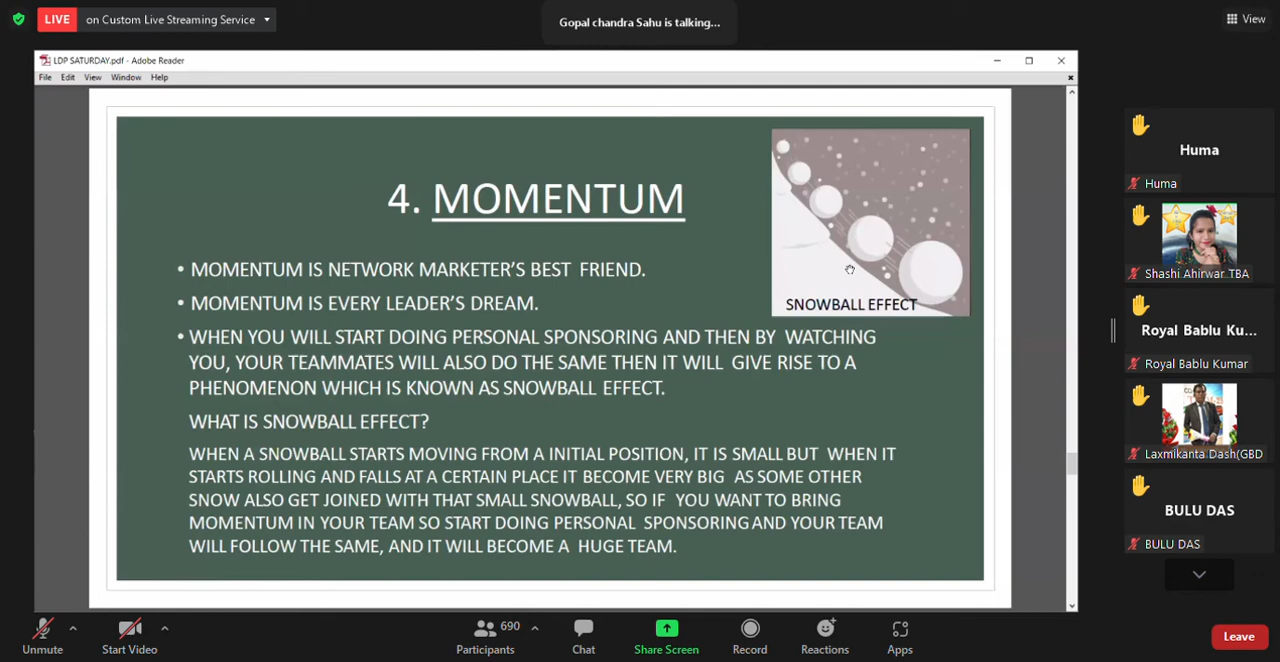 LIVE on Custom Live Streaming Service
Gopal chandra Sahu is talking...
View
LDP SATURDAY.pdf - Adobe Reader
File Edit View Window Help
4. MOMENTUM
• MOMENTUM IS NETWORK MARKETER'S BEST FRIEND.
• MOMENTUM IS EVERY LEADER'S DREAM.
• WHEN YOU WILL START DOING PERSONAL SPONSORING AND THEN BY WATCHING
YOU, YOUR TEAMMATES WILL ALSO DO THE SAME THEN IT WILL GIVE RISE TO A
PHENOMENON WHICH IS KNOWN AS SNOWBALL EFFECT.
WHAT IS SNOWBALL EFFECT?
WHEN A SNOWBALL STARTS MOVING FROM A INITIAL POSITION, IT IS SMALL BUT WHEN IT
STARTS ROLLING AND FALLS AT A CERTAIN PLACE IT BECOME VERY BIG AS SOME OTHER
SNOW ALSO GET JOINED WITH THAT SMALL SNOWBALL, SO IF YOU WANT TO BRING
MOMENTUM IN YOUR TEAM SO START DOING PERSONAL SPONSORING AND YOUR TEAM
WILL FOLLOW THE SAME, AND IT WILL BECOME A HUGE TEAM.
SNOWBALL EFFECT
Huma
Huma
Shashi Ahirwar TBA
Royal Bablu Ku...
Royal Bablu Kumar
Laxmikanta Dash(GBD
BULU DAS
BULU DAS
Unmute
Start Video
690
Participants
Chat
Share Screen
Record
Reactions
Apps
Leave